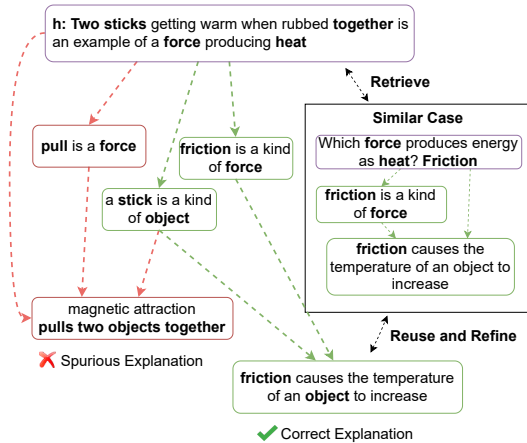 h: Two sticks getting warm when rubbed together is
an example of a force producing heat
Retrieve
Similar Case
Which force produces energy
as heat? Friction
pull is a force
friction is a kind
of force
a stick is a kind
of object
friction is a kind
of force
friction causes the
temperature of an object to
increase
magnetic attraction
pulls two objects together
Spurious Explanation
Reuse and Refine
friction causes the temperature
of an object to increase
Correct Explanation